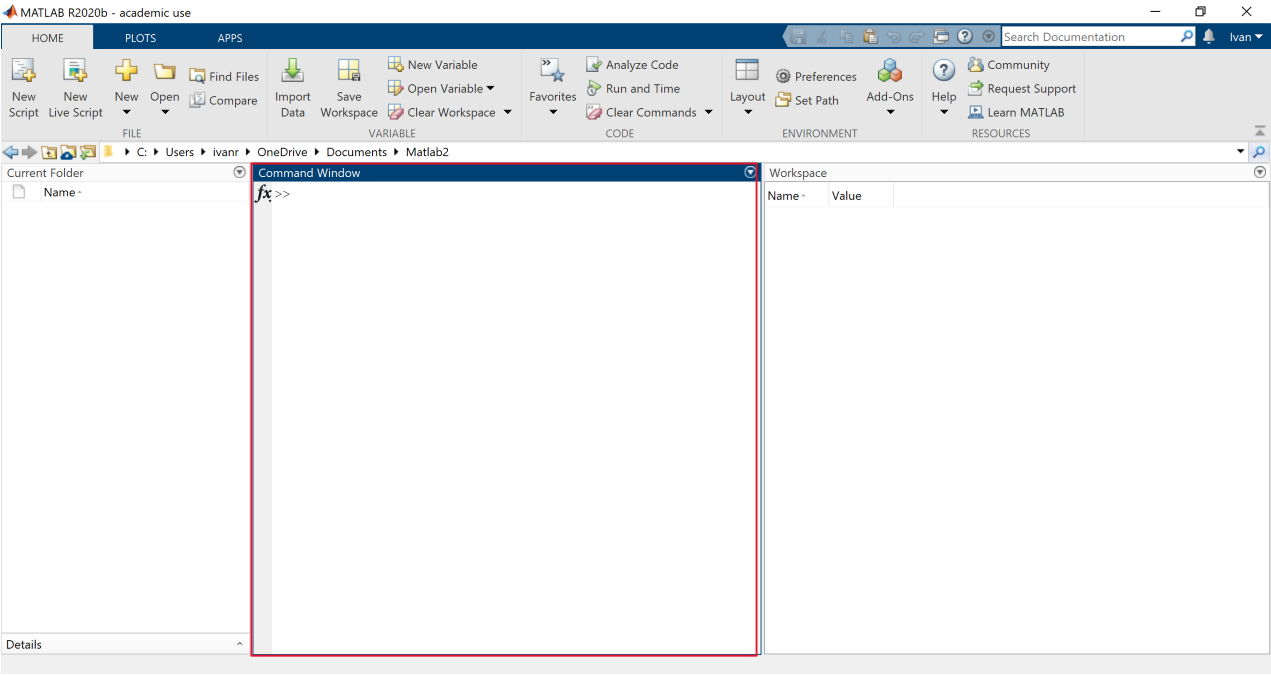 MATLAB R2020b - academic use
HOME PLOTS APPS
Search Documentation
Ivan
New Script
New Live Script
New
Open
Find Files
Compare
FILE
Import Data
Save Workspace
New Variable
Open Variable
Clear Workspace
VARIABLE
Favorites
Analyze Code
Run and Time
Clear Commands
CODE
Layout
Preferences
Set Path
Add-Ons
ENVIRONMENT
Help
Community
Request Support
Learn MATLAB
RESOURCES
C: Users ivanr OneDrive Documents Matlab2
Current Folder
Name
Details
Command Window
fx >>
Workspace
Name Value